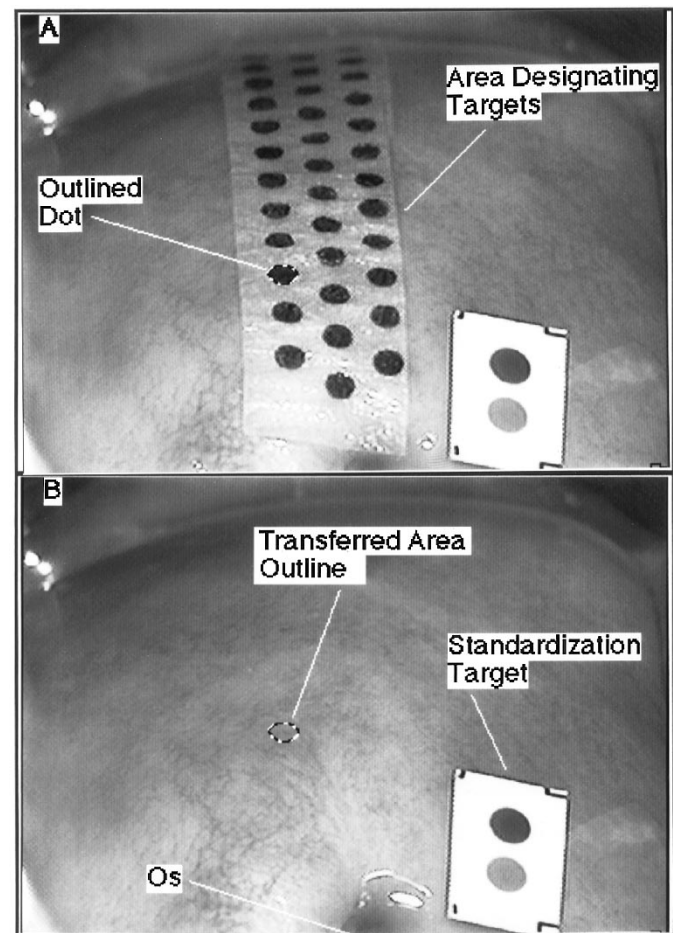 A
Area Designating
Targets
Outlined
Dot
B
Transferred Area
Outline
Standardization
Target
Os